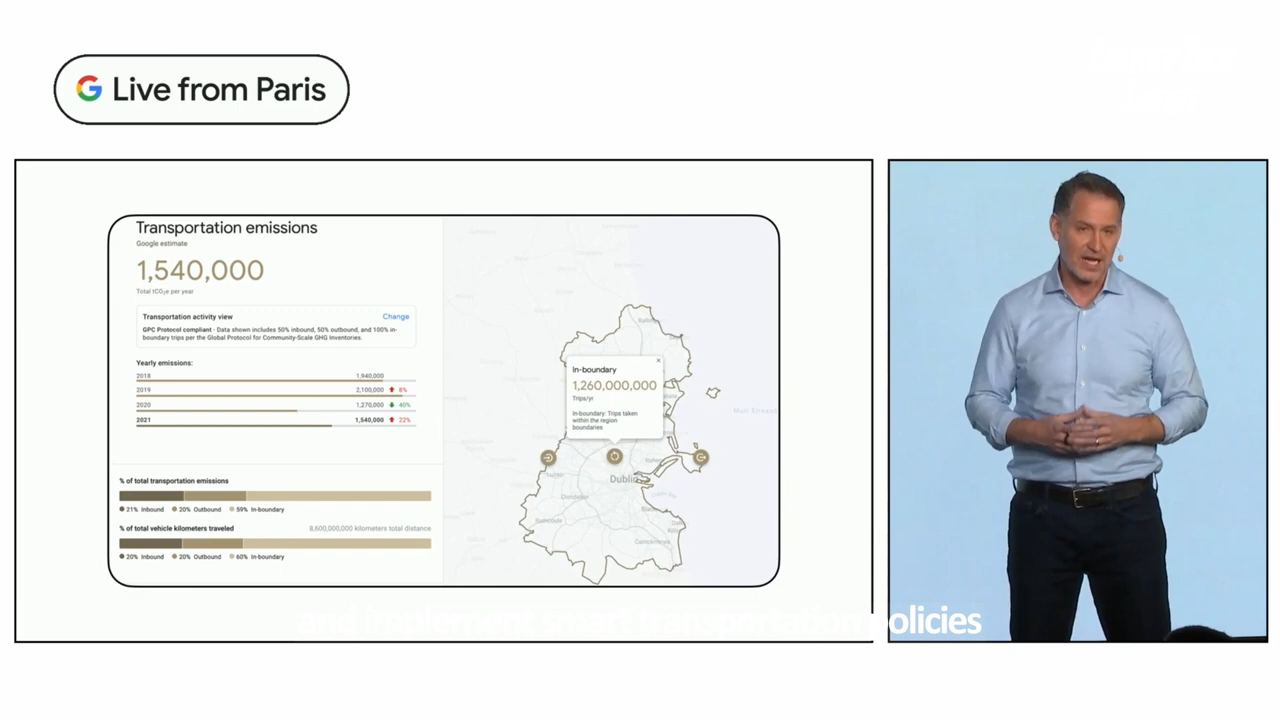 Live from Paris
Transportation emissions
Google estimate
1,540,000
Total tCO₂e per year
Transportation activity view
Change
GPC Protocol compliant - Data shown includes 50% inbound, 50% outbound, and 100% in-
boundary trips per the Global Protocol for Community-Scale GHG Inventories.
Yearly emissions:
2018 1,940,000
2019 2,100,000 8%
2020 1,270,000 40%
2021 1,540,000 22%
% of total transportation emissions
21% Inbound 20% Outbound 59% In-boundary
% of total vehicle kilometers traveled 8,600,000,000 kilometers total distance
20% Inbound 20% Outbound 60% In-boundary
In-boundary
1,260,000,000
Trips/yr
In-boundary: Trips taken
within the region
boundaries
Dublin
and implement smart transportation policies